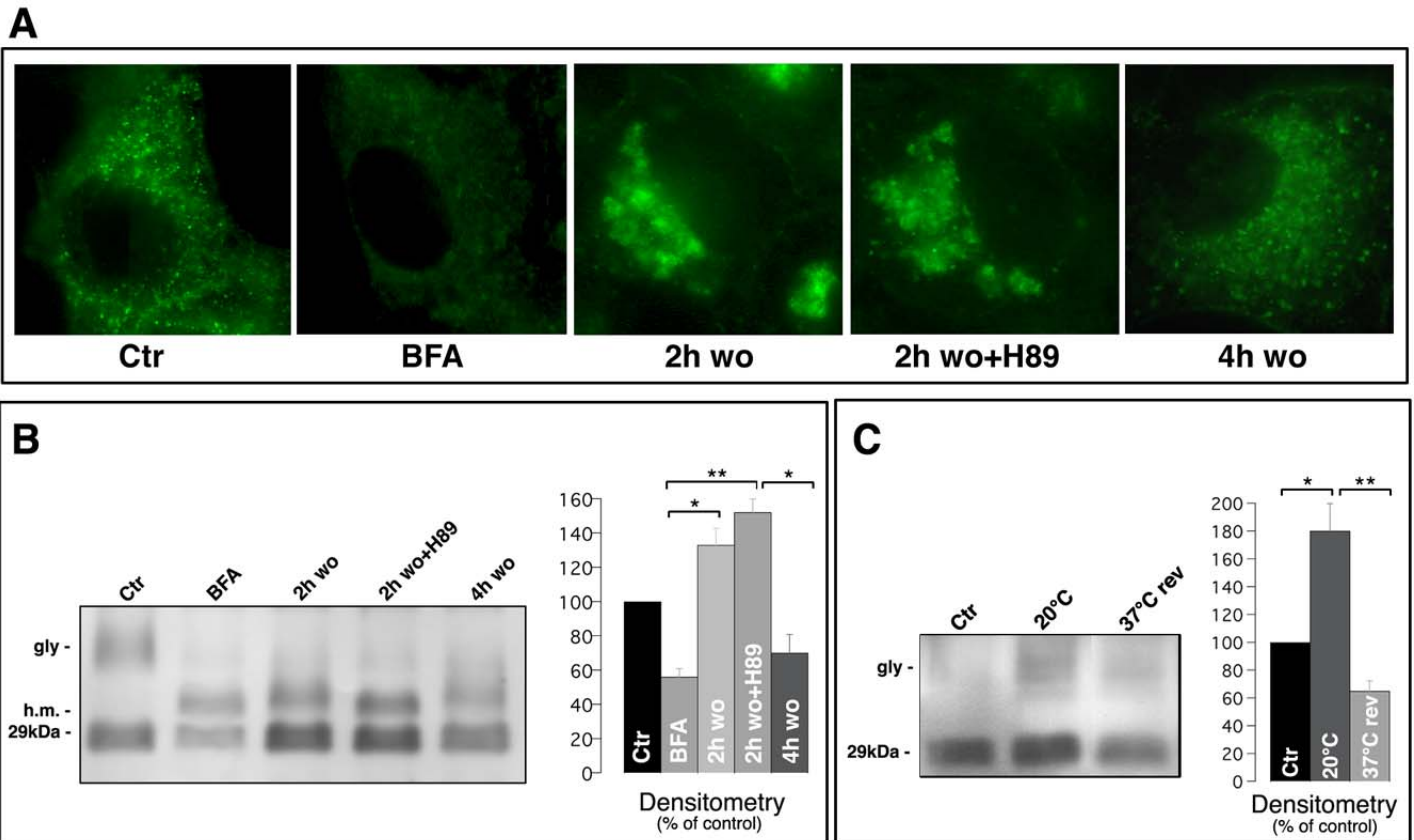 A
Ctr BFA 2h wo 2h wo+H89 4h wo
B
Ctr BFA 2h wo 2h wo+H89 4h wo
gly -
h.m. -
29kDa -
** *
*
160
140
120
100
80
60
40
20
0
Ctr BFA 2h wo 2h wo+H89 4h wo
Densitometry
(% of control)
C
Ctr 20°C 37°C rev
gly -
29kDa -
* **
200
180
160
140
120
100
80
60
40
20
0
Ctr 20°C 37°C rev
Densitometry
(% of control)